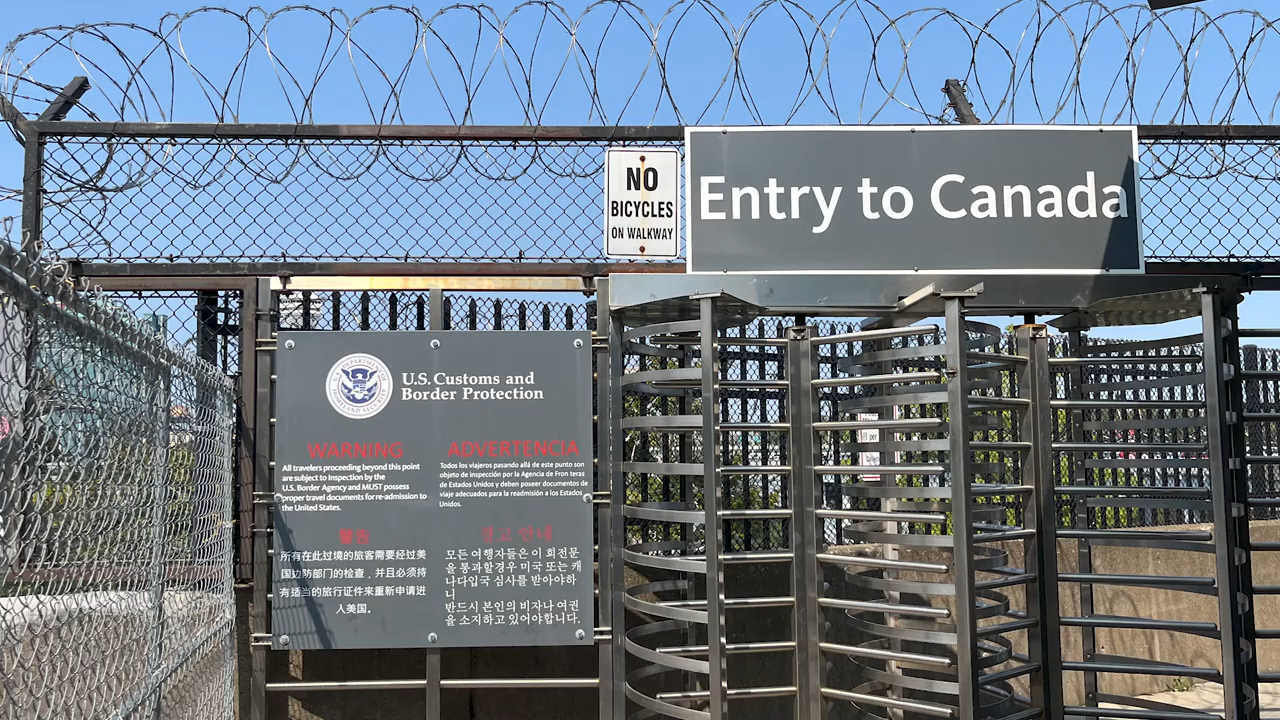 NO
BICYCLES
ON WALKWAY
Entry to Canada
U.S. Customs and
Border Protection
WARNING
All travelers proceeding beyond this point
are subject to Inspection by the
U.S. Border Agency and MUST possess
proper travel documents for re-admission to
the United States.
ADVERTENCIA
Todos los viajeros pasando allá de este punto son
objeto de inspección por la Agencia de Fron teras
de Estados Unidos y deben poseer documentos de
viaje adecuados para la readmisión a los Estados
Unidos.
警告
所有在此过境的旅客需要经过美
国边防部门的检查﹐并且必须持
有适当的旅行证件来重新申请进
入美国。
경고 안내
모든 여행자들은 이 회전문
을 통과할경우 미국 또는 캐
나다입국 심사를 받아야하
니
반드시 본인의 비자나 여권
을 소지하고 있어야합니다.